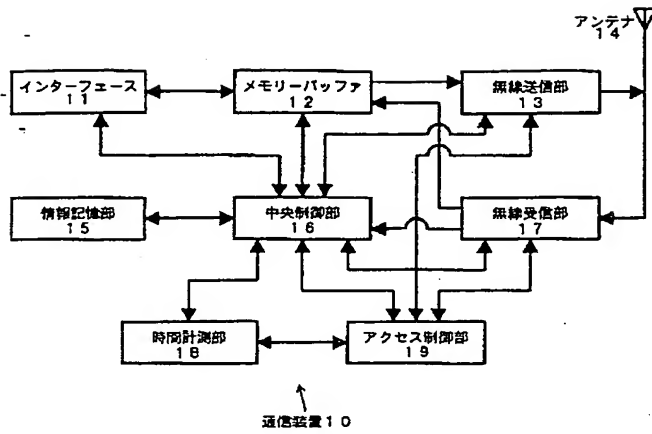 アンテナ
14
インターフェース
11
メモリーバッファ
12
無線送信部
13
情報記憶部
15
中央制御部
16
無線受信部
17
時間計測部
18
アクセス制御部
19
通信装置10